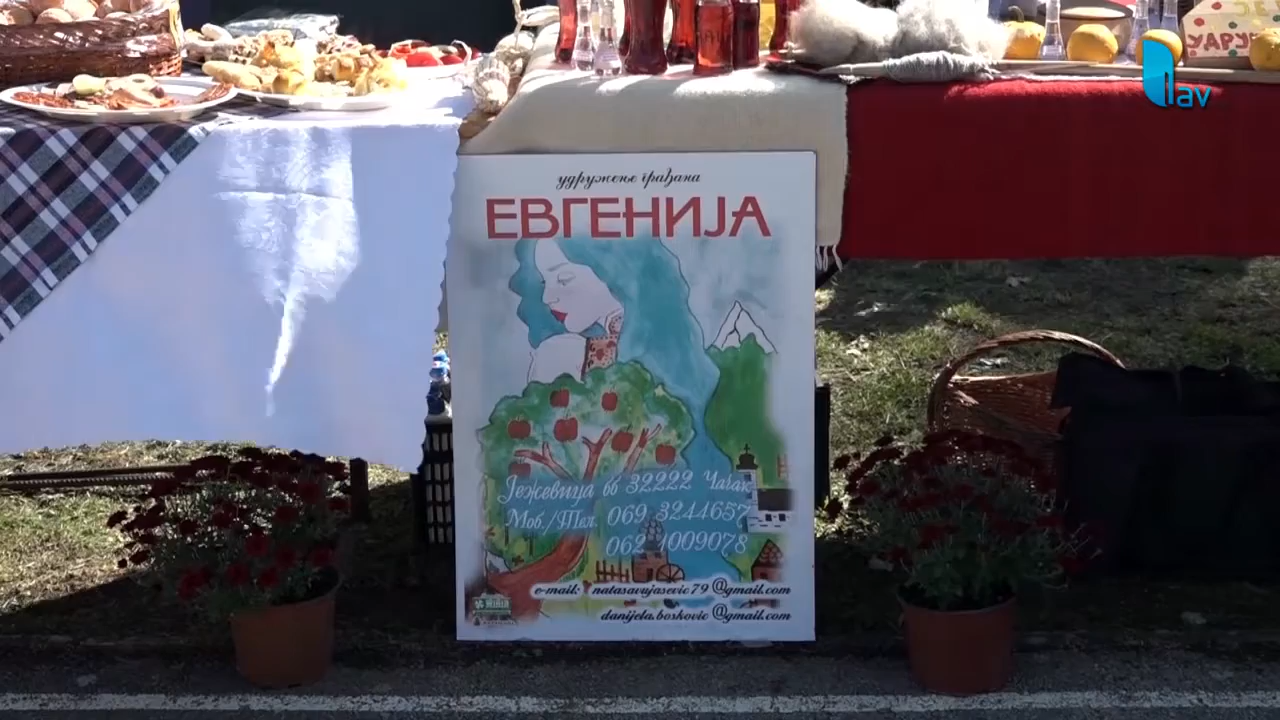 lav
УДРУ
удружење грађана
ЕВГЕНИЈА
Јежевица бб 32222 Чачак
Моб./Тел. 069 3244657
062 1009078
e-mail: natasavujasevic79@gmail.com
danijela.boskovic@gmail.com